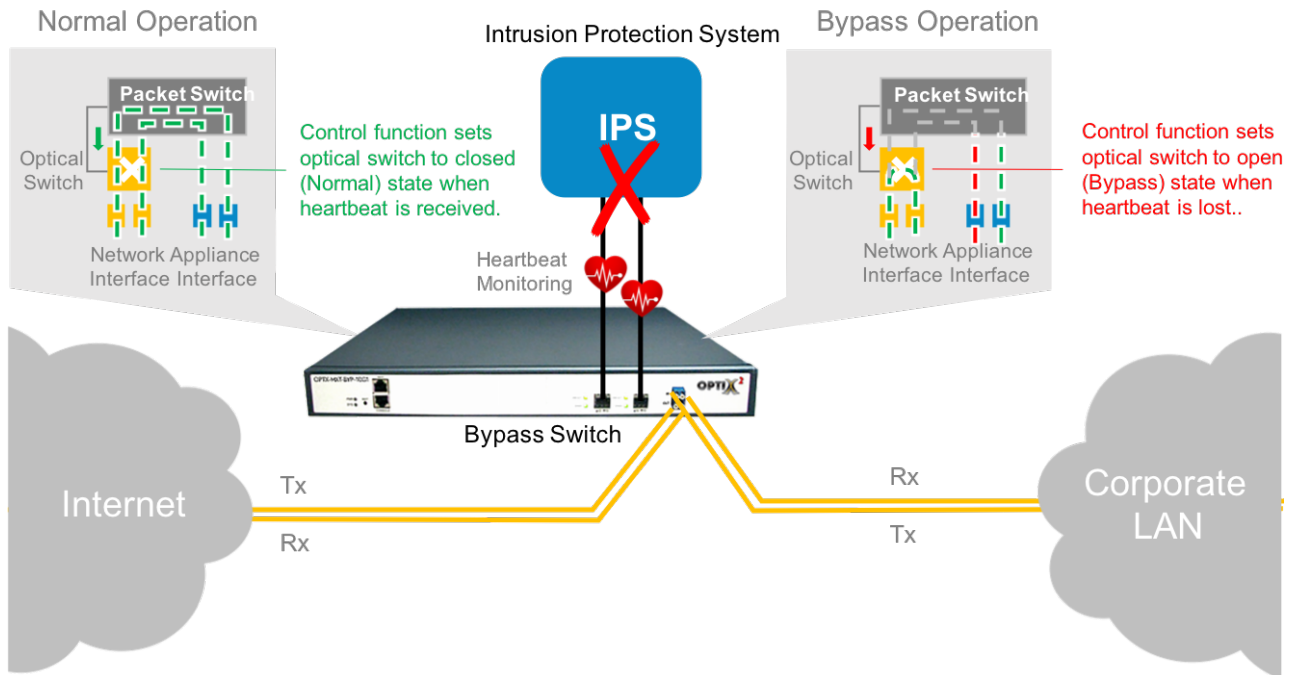 Normal Operation
Packet Switch
Optical
Switch
Network Appliance
Interface Interface
Control function sets
optical switch to closed
(Normal) state when
heartbeat is received.
Intrusion Protection System
IPS
Heartbeat
Monitoring
Bypass Operation
Packet Switch
Optical
Switch
Network Appliance
Interface Interface
Control function sets
optical switch to open
(Bypass) state when
heartbeat is lost..
OPTIX2
Bypass Switch
Internet
Tx
Rx
Rx
Tx
Corporate
LAN